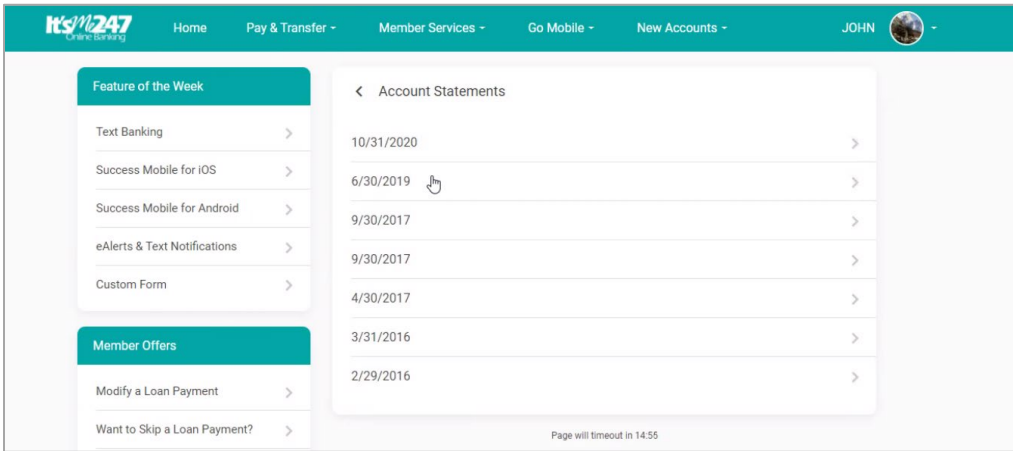 It'sMe247
Online Banking
Home
Pay & Transfer
Member Services
Go Mobile
New Accounts
JOHN
Feature of the Week
Text Banking
Success Mobile for iOS
Success Mobile for Android
eAlerts & Text Notifications
Custom Form
Member Offers
Modify a Loan Payment
Want to Skip a Loan Payment?
Account Statements
10/31/2020
6/30/2019
9/30/2017
9/30/2017
4/30/2017
3/31/2016
2/29/2016
Page will timeout in 14:55